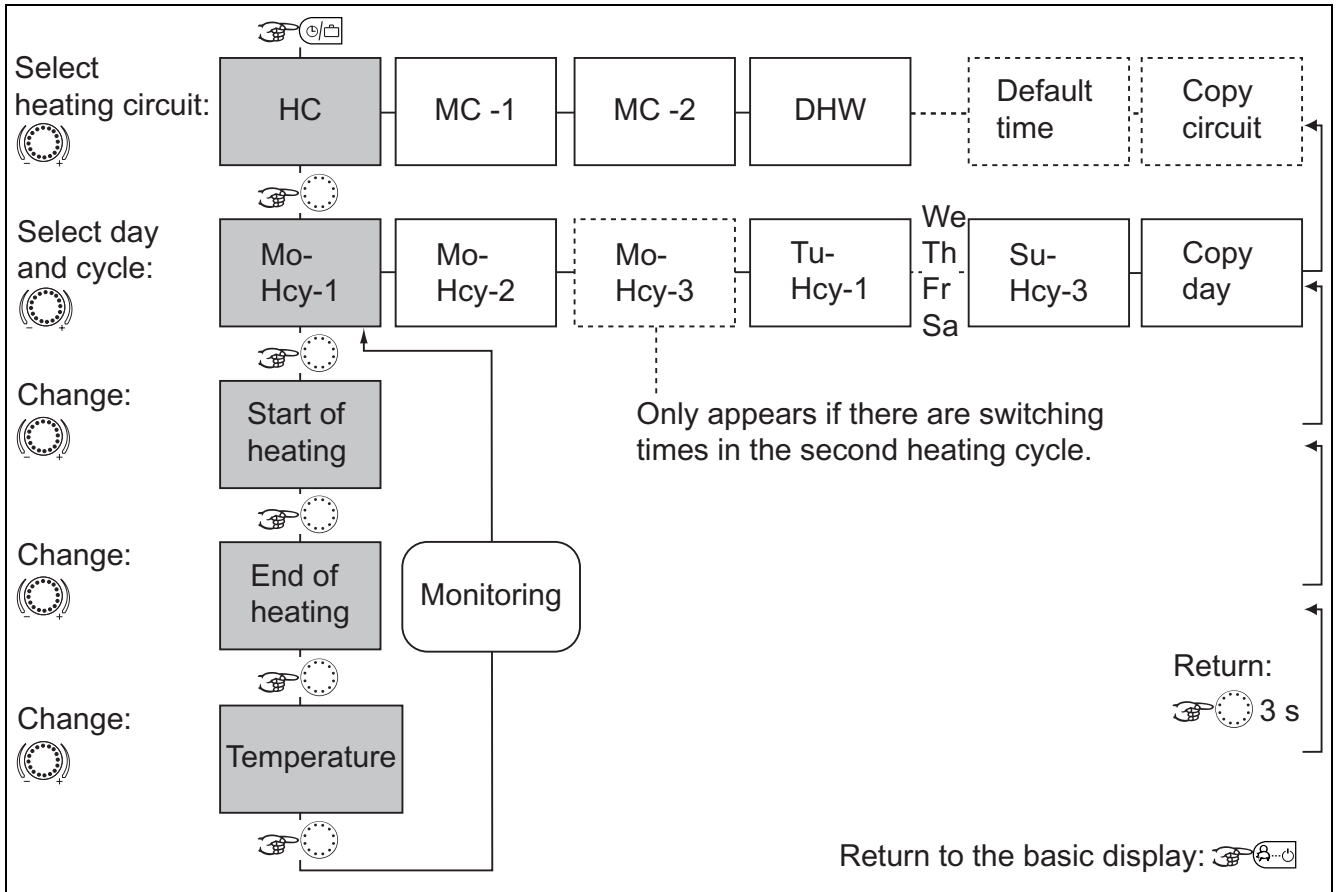 Select
heating circuit:
HC
MC -1
MC -2
DHW
Default
time
Copy
circuit
Select day
and cycle:
Mo-
Hcy-1
Mo-
Hcy-2
Mo-
Hcy-3
Tu-
Hcy-1
We
Th
Fr
Sa
Su-
Hcy-3
Copy
day
Change:
Start of
heating
Only appears if there are switching
times in the second heating cycle.
Change:
End of
heating
Monitoring
Return:
3 s
Change:
Temperature
Return to the basic display: